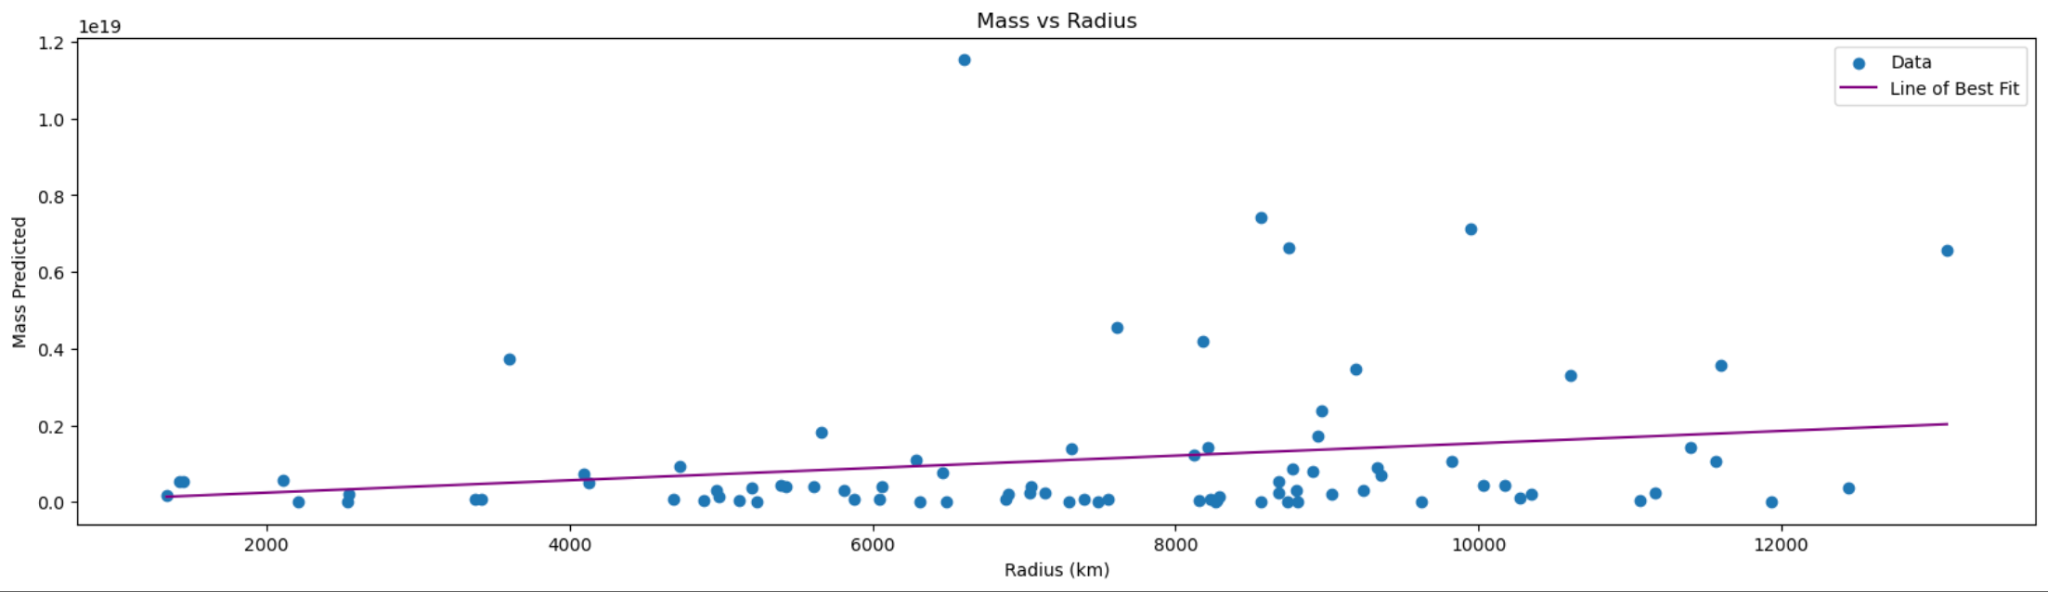 Mass vs Radius
1e19
1.2
1.0
0.8
0.6
0.4
0.2
0.0
Mass Predicted
Data
Line of Best Fit
2000 4000 6000 8000 10000 12000
Radius (km)